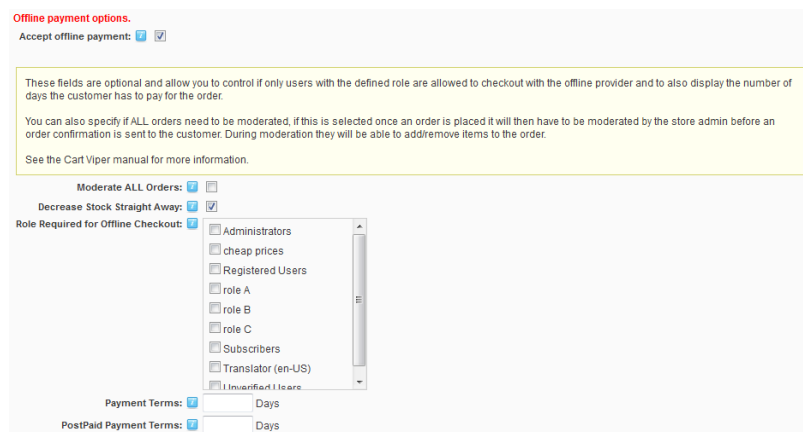 Offline payment options.
Accept offline payment:
These fields are optional and allow you to control if only users with the defined role are allowed to checkout with the offline provider and to also display the number of
days the customer has to pay for the order.
You can also specify if ALL orders need to be moderated, if this is selected once an order is placed it will then have to be moderated by the store admin before an
order confirmation is sent to the customer. During moderation they will be able to add/remove items to the order.
See the Cart Viper manual for more information.
Moderate ALL Orders:
Decrease Stock Straight Away:
Role Required for Offline Checkout:
Administrators
cheap prices
Registered Users
role A
role B
role C
Subscribers
Translator (en-US)
Unverified Users
Payment Terms: Days
PostPaid Payment Terms: Days